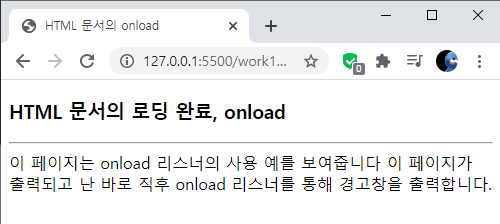 HTML 문서의 onload
127.0.0.1:5500/work1...
0
HTML 문서의 로딩 완료, onload
이 페이지는 onload 리스너의 사용 예를 보여줍니다 이 페이지가
출력되고 난 바로 직후 onload 리스너를 통해 경고창을 출력합니다.